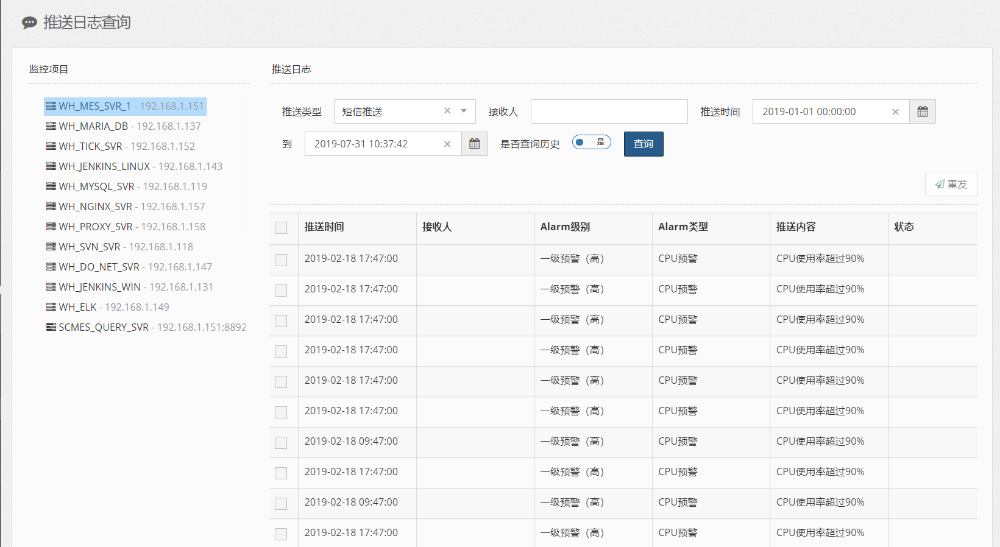 推送日志查询
监控项目
WH_MES_SVR_1 - 192.168.1.151
WH_MARIA_DB - 192.168.1.137
WH_TICK_SVR - 192.168.1.152
WH_JENKINS_LINUX - 192.168.1.143
WH_MYSQL_SVR - 192.168.1.119
WH_NGINX_SVR - 192.168.1.157
WH_PROXY_SVR - 192.168.1.158
WH_SVN_SVR - 192.168.1.118
WH_DO_NET_SVR - 192.168.1.147
WH_JENKINS_WIN - 192.168.1.131
WH_ELK - 192.168.1.149
SCMES_QUERY_SVR - 192.168.1.151:8892
推送日志
推送类型 短信推送 接收人 推送时间 2019-01-01 00:00:00
到 2019-07-31 10:37:42 是否查询历史 是 查询
重发
推送时间 接收人 Alarm级别 Alarm类型 推送内容 状态
2019-02-18 17:47:00 一级预警（高） CPU预警 CPU使用率超过90%
2019-02-18 17:47:00 一级预警（高） CPU预警 CPU使用率超过90%
2019-02-18 17:47:00 一级预警（高） CPU预警 CPU使用率超过90%
2019-02-18 17:47:00 一级预警（高） CPU预警 CPU使用率超过90%
2019-02-18 17:47:00 一级预警（高） CPU预警 CPU使用率超过90%
2019-02-18 17:47:00 一级预警（高） CPU预警 CPU使用率超过90%
2019-02-18 09:47:00 一级预警（高） CPU预警 CPU使用率超过90%
2019-02-18 17:47:00 一级预警（高） CPU预警 CPU使用率超过90%
2019-02-18 09:47:00 一级预警（高） CPU预警 CPU使用率超过90%
2019-02-18 17:47:00 一级预警（高） CPU预警 CPU使用率超过90%